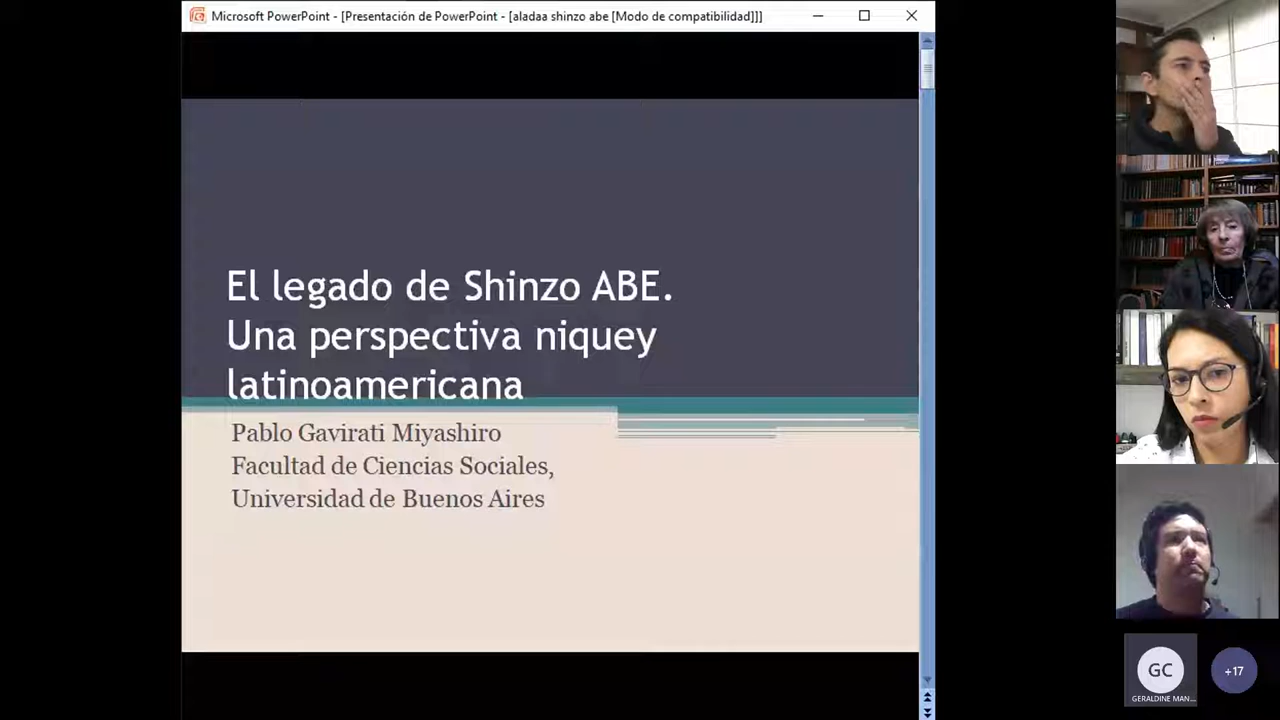 Microsoft PowerPoint - [Presentación de PowerPoint - [aladaa shinzo abe [Modo de compatibilidad]]]
El legado de Shinzo ABE.
Una perspectiva niquey
latinoamericana
Pablo Gavirati Miyashiro
Facultad de Ciencias Sociales,
Universidad de Buenos Aires
GC
+17
GERALDINE MAN...